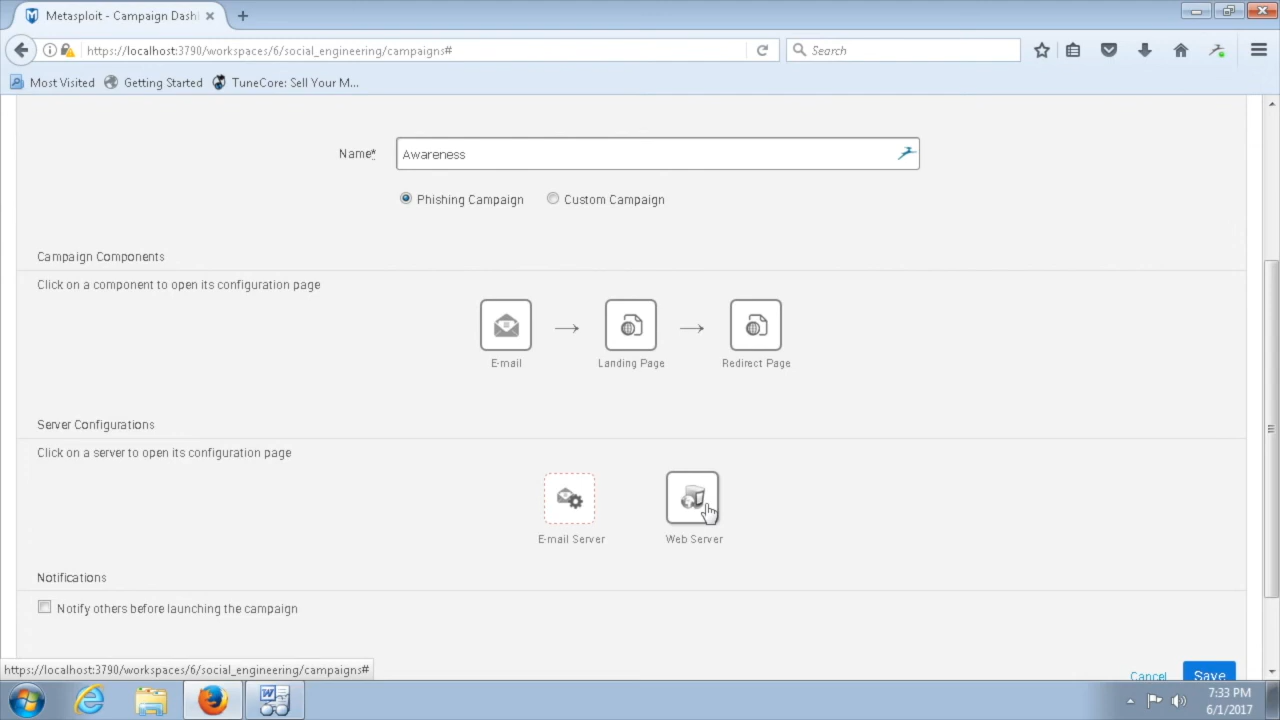 Metasploit - Campaign Dash
https://localhost:3790/workspaces/6/social_engineering/campaigns#
Search
Most Visited
Getting Started
TuneCore: Sell Your M...
Name*
Awareness
Phishing Campaign
Custom Campaign
Campaign Components
Click on a component to open its configuration page
E-mail
Landing Page
Redirect Page
Server Configurations
Click on a server to open its configuration page
E-mail Server
Web Server
Notifications
Notify others before launching the campaign
https://localhost:3790/workspaces/6/social_engineering/campaigns#
Cancel
Save
7:33 PM
6/1/2017